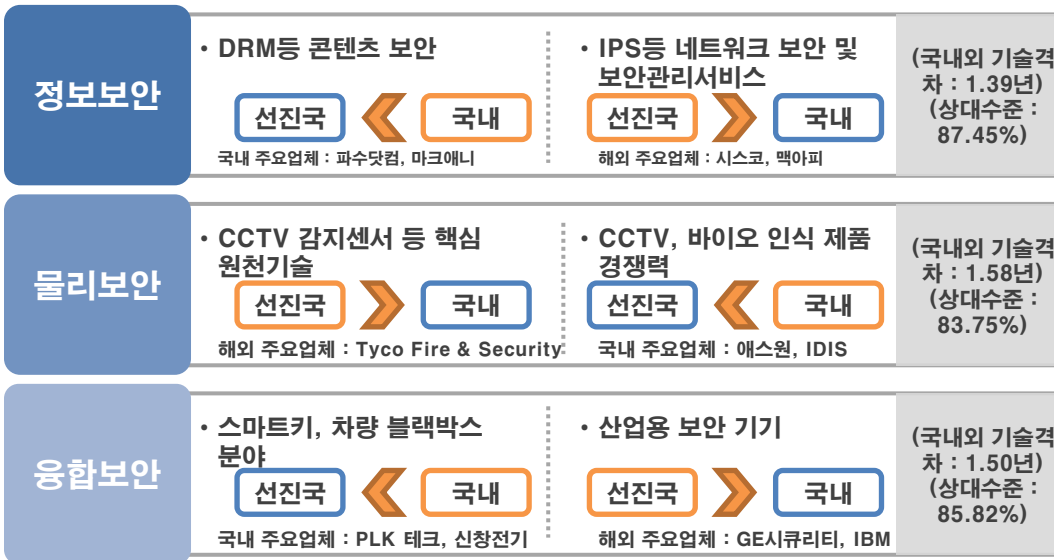 정보보안
• DRM등 콘텐츠 보안
선진국
국내
국내 주요업체 : 파수닷컴, 마크애니
• IPS등 네트워크 보안 및
보안관리서비스
선진국
국내
해외 주요업체 : 시스코, 맥아피
(국내외 기술격
차 : 1.39년)
(상대수준 :
87.45%)
물리보안
• CCTV 감지센서 등 핵심
원천기술
선진국
국내
해외 주요업체 : Tyco Fire & Security
• CCTV, 바이오 인식 제품
경쟁력
선진국
국내
국내 주요업체 : 애스원, IDIS
(국내외 기술격
차 : 1.58년)
(상대수준 :
83.75%)
융합보안
• 스마트키, 차량 블랙박스
분야
선진국
국내
국내 주요업체 : PLK 테크, 신창전기
• 산업용 보안 기기
선진국
국내
해외 주요업체 : GE시큐리티, IBM
(국내외 기술격
차 : 1.50년)
(상대수준 :
85.82%)